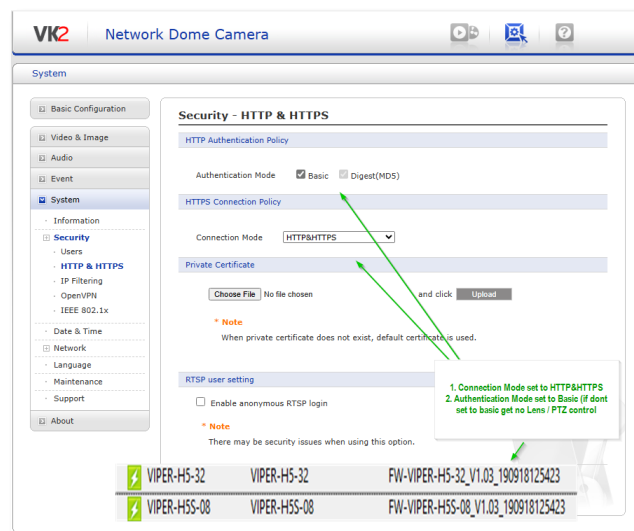 VK2 Network Dome Camera
System
Basic Configuration
Video & Image
Audio
Event
System
Information
Security
Users
HTTP & HTTPS
IP Filtering
OpenVPN
IEEE 802.1x
Date & Time
Network
Language
Maintenance
Support
About
Security - HTTP & HTTPS
HTTP Authentication Policy
Authentication Mode Basic Digest(MD5)
HTTPS Connection Policy
Connection Mode HTTP&HTTPS
Private Certificate
Choose File No file chosen and click Upload
* Note
When private certificate does not exist, default certificate is used.
RTSP user setting
Enable anonymous RTSP login
* Note
There may be security issues when using this option.
1. Connection Mode set to HTTP&HTTPS
2. Authentication Mode set to Basic (if dont
set to basic get no Lens / PTZ control
VIPER-H5-32 VIPER-H5-32 FW-VIPER-H5-32_V1.03_190918125423
VIPER-H5S-08 VIPER-H5S-08 FW-VIPER-H5S-08_V1.03_190918125423